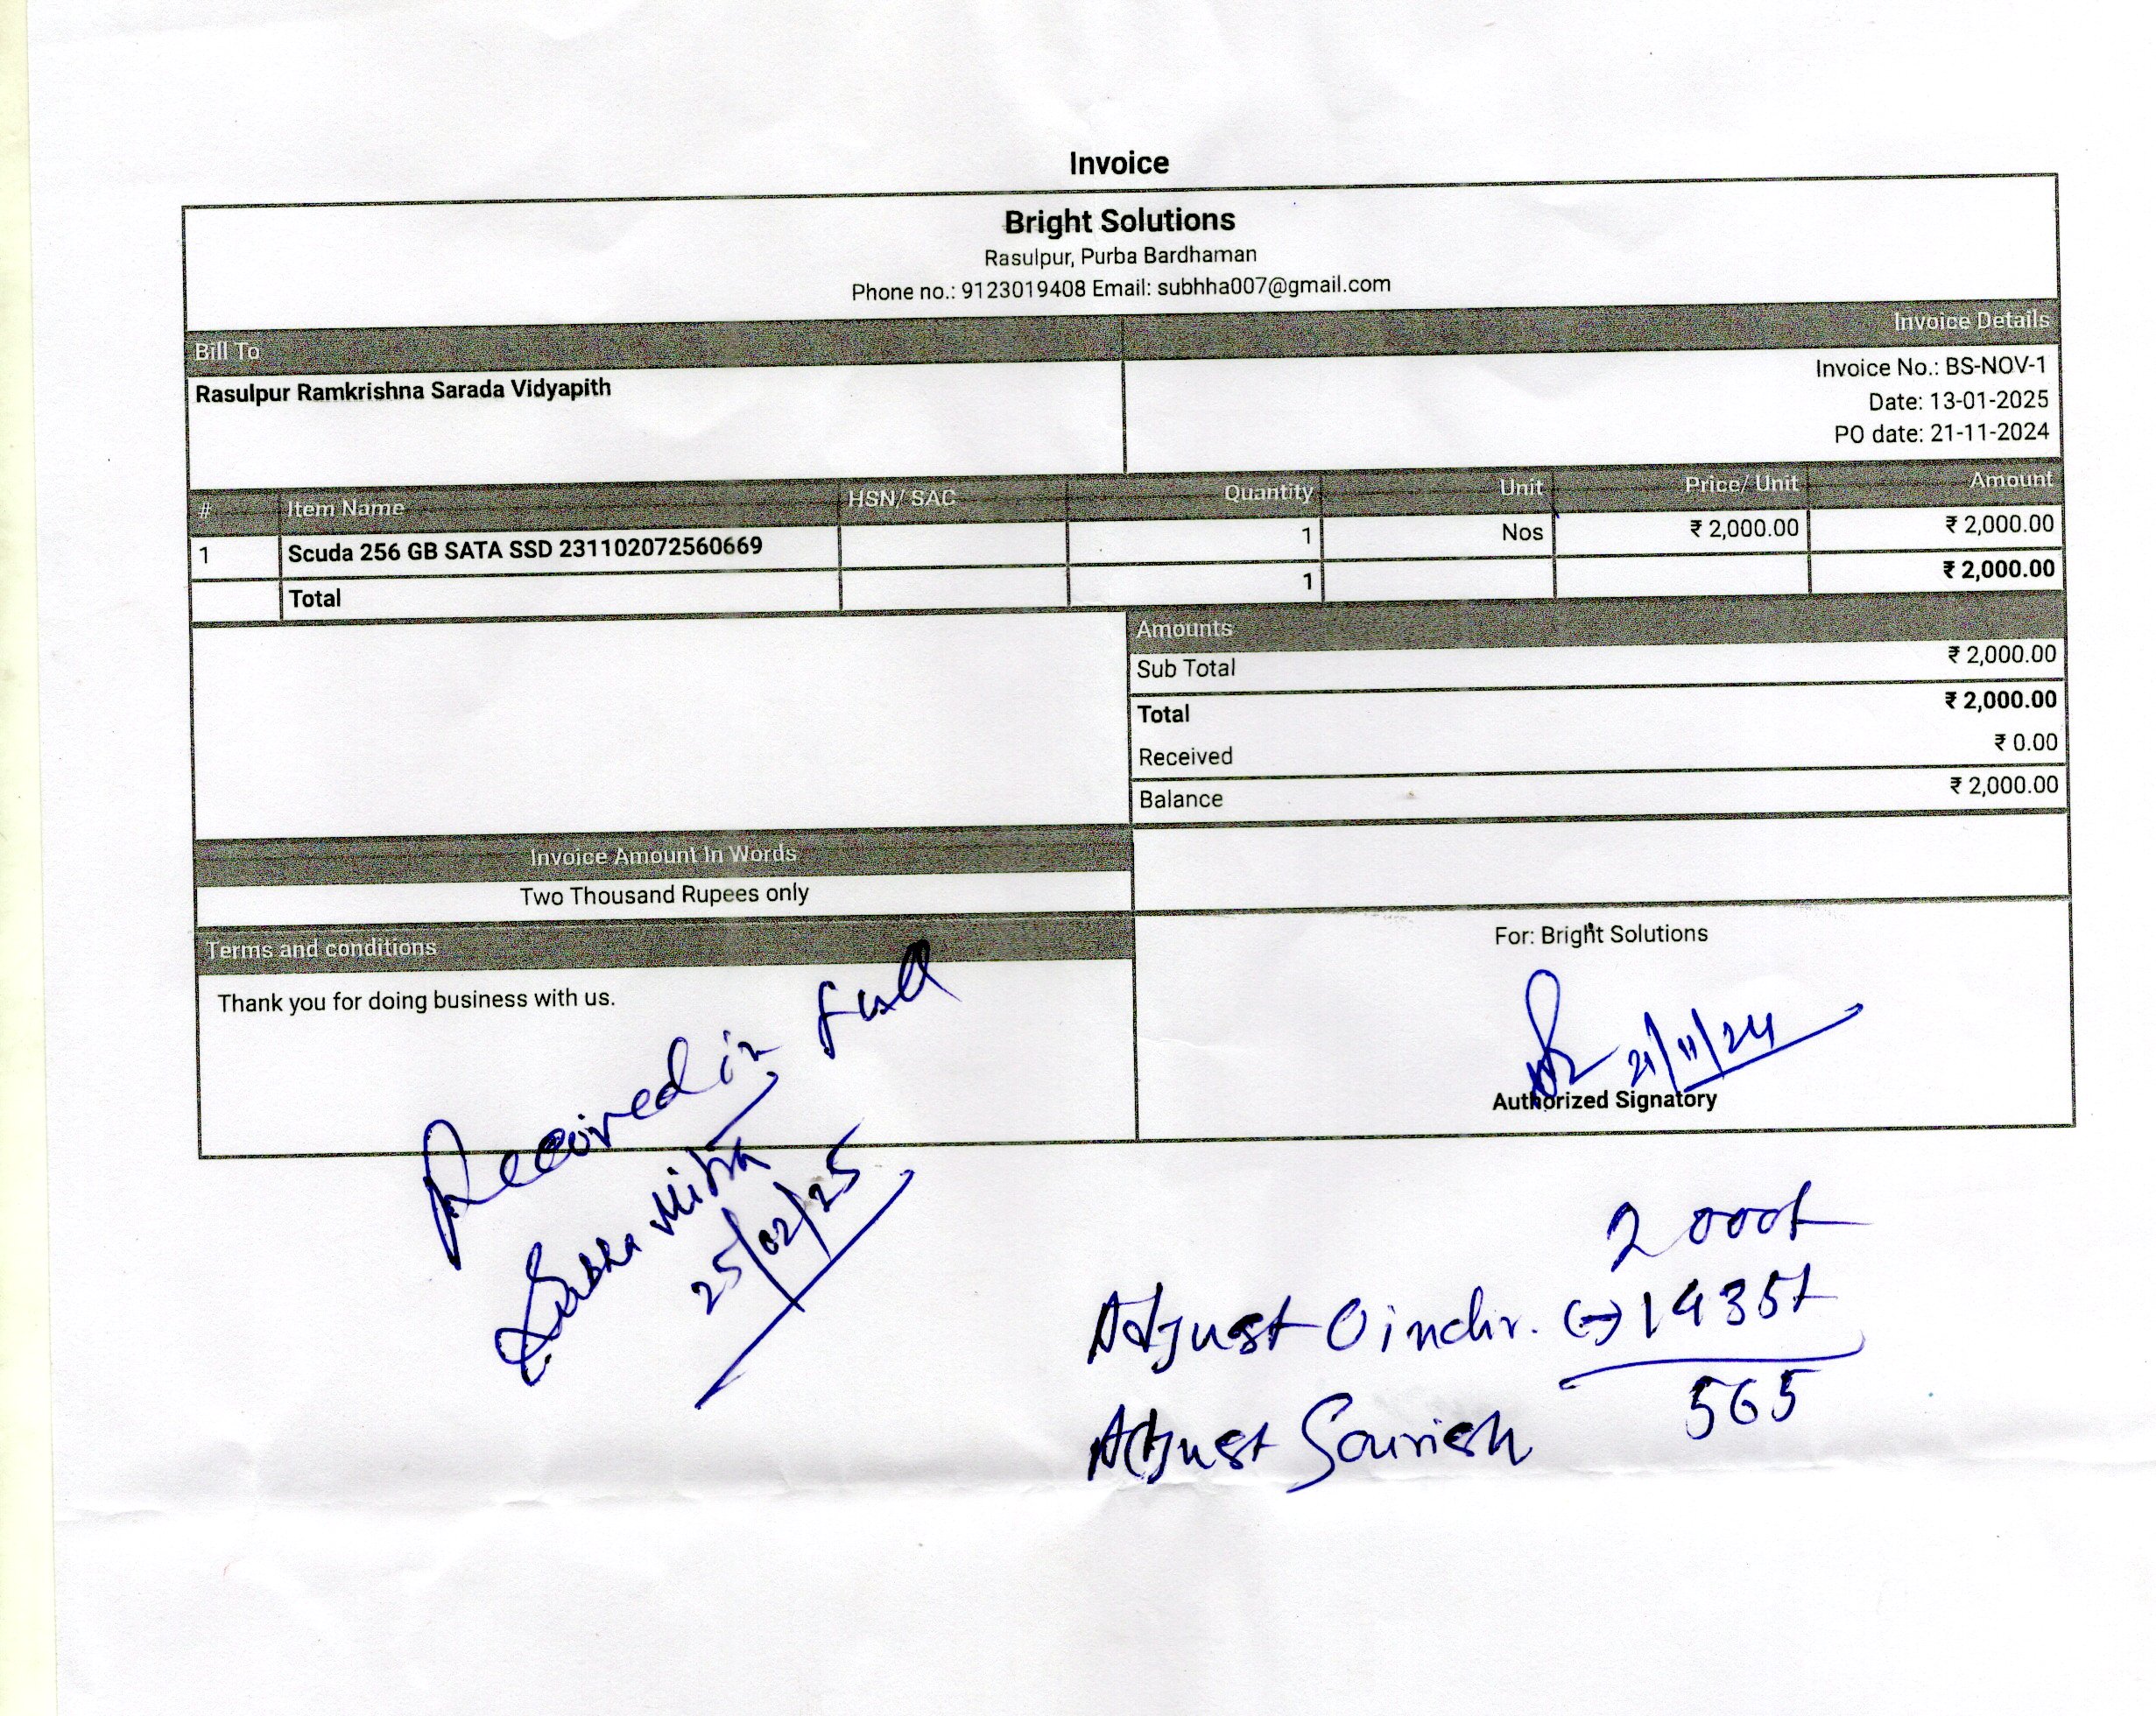 Invoice
Bright Solutions
Rasulpur, Purba Bardhaman
Phone no.: 9123019408 Email: subhha007@gmail.com
Bill To
Invoice Details
Rasulpur Ramkrishna Sarada Vidyapith
Invoice No.: BS-NOV-1
Date: 13-01-2025
PO date: 21-11-2024
# Item Name HSN/ SAC Quantity Unit Price/ Unit Amount
1 Scuda 256 GB SATA SSD 231102072560669 1 Nos ₹ 2,000.00 ₹ 2,000.00
Total 1 ₹ 2,000.00
Amounts
Sub Total ₹ 2,000.00
Total ₹ 2,000.00
Received ₹ 0.00
Balance ₹ 2,000.00
Invoice Amount In Words
Two Thousand Rupees only
Terms and conditions
Thank you for doing business with us.
For: Bright Solutions
21/11/24
Authorized Signatory
Received in full
Subha Mitra
25/02/25
2000
Adjust Oindr. (-) 1435
565
Adjust Sourish